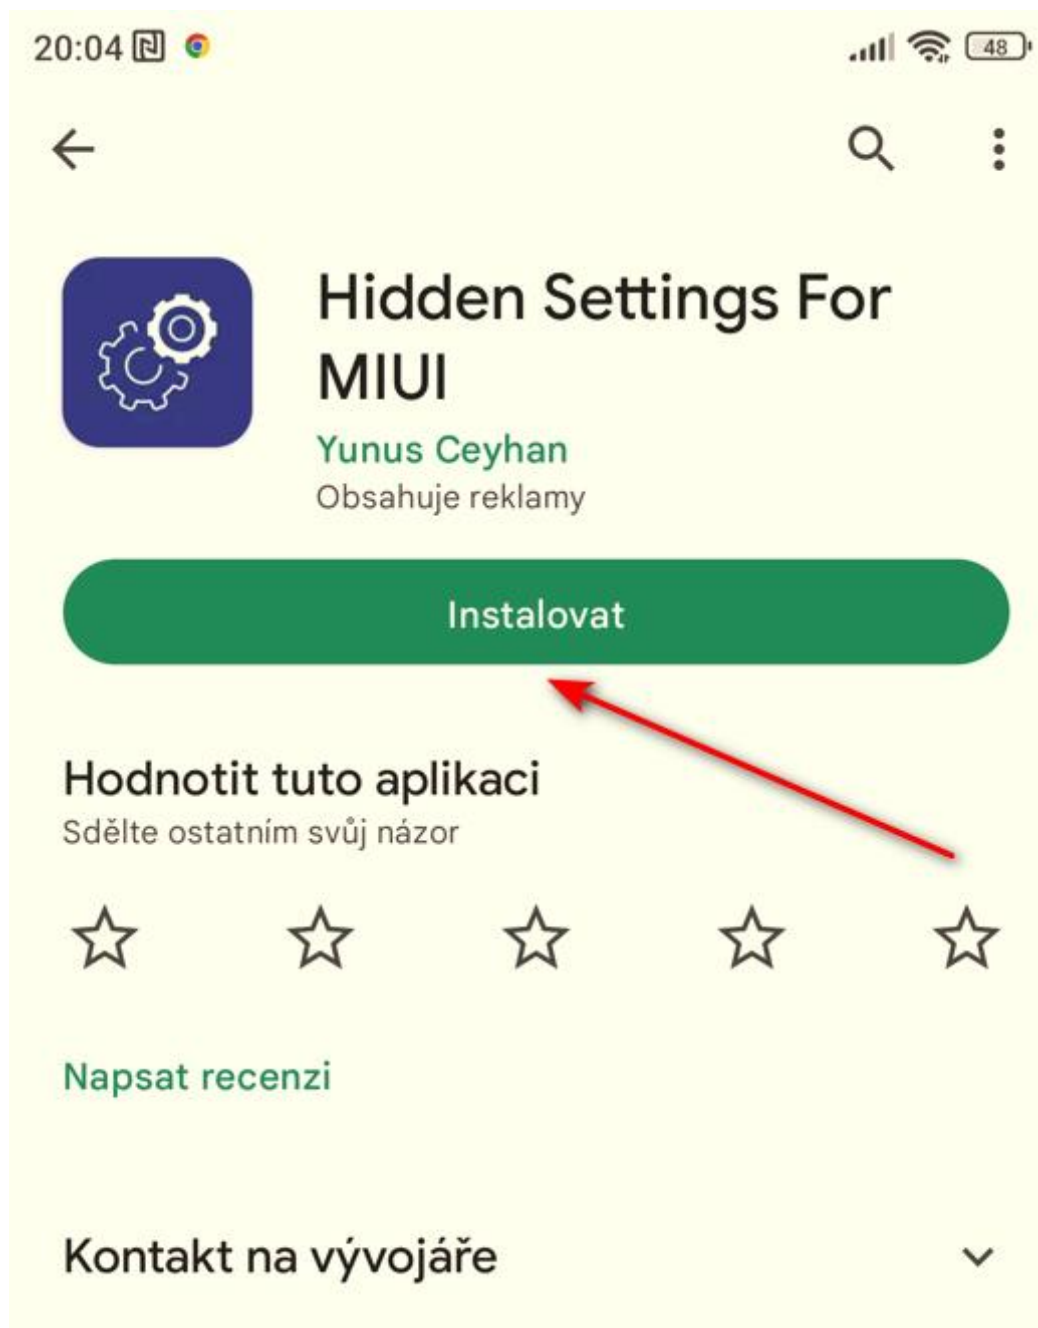 20:04
48
Hidden Settings For
MIUI
Yunus Ceyhan
Obsahuje reklamy
Instalovat
Hodnotit tuto aplikaci
Sdělte ostatním svůj názor
Napsat recenzi
Kontakt na vývojáře